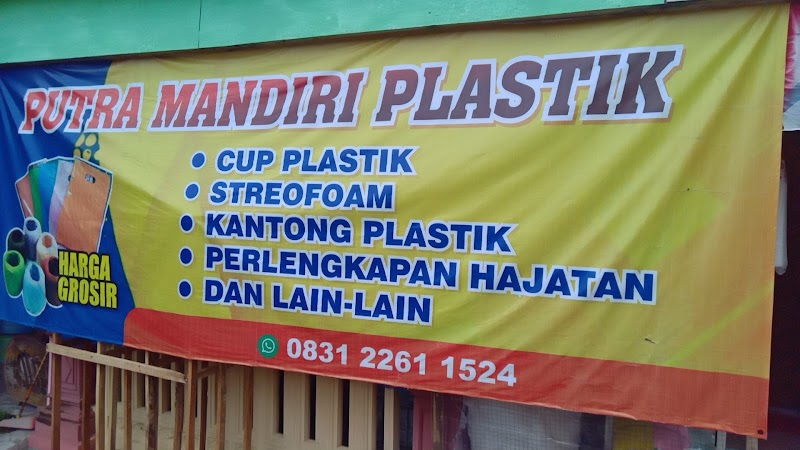 PUTRA MANDIRI PLASTIK
• CUP PLASTIK
• STREOFOAM
• KANTONG PLASTIK
• PERLENGKAPAN HAJATAN
• DAN LAIN-LAIN
HARGA
GROSIR
0831 2261 1524